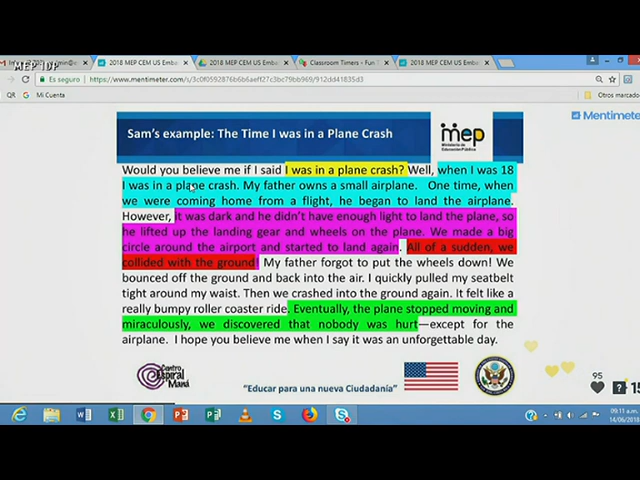 MEP IDP
2018 MEP CEM US Emba
2018 MEP CEM US Emba
Classroom Timers - Fun T
2018 MEP CEM US Emba
Es seguro
https://www.mentimeter.com/s/
QR
Mi Cuenta
Otros marcado
Mentimete
Sam's example: The Time I was in a Plane Crash
mep
Ministerio de
Educación Pública
Would you believe me if I said I was in a plane crash? Well, when I was 18
I was in a plane crash. My father owns a small airplane. One time, when
we were coming home from a flight, he began to land the airplane.
However, it was dark and he didn't have enough light to land the plane, so
he lifted up the landing gear and wheels on the plane. We made a big
circle around the airport and started to land again. All of a sudden, we
collided with the ground! My father forgot to put the wheels down! We
bounced off the ground and back into the air. I quickly pulled my seatbelt
tight around my waist. Then we crashed into the ground again. It felt like a
really bumpy roller coaster ride. Eventually, the plane stopped moving and
miraculously, we discovered that nobody was hurt—except for the
airplane. I hope you believe me when I say it was an unforgettable day.
Centro
Espiral
Maná
"Educar para una nueva Ciudadanía"
95
15
09:11 a.m.
14/06/2018